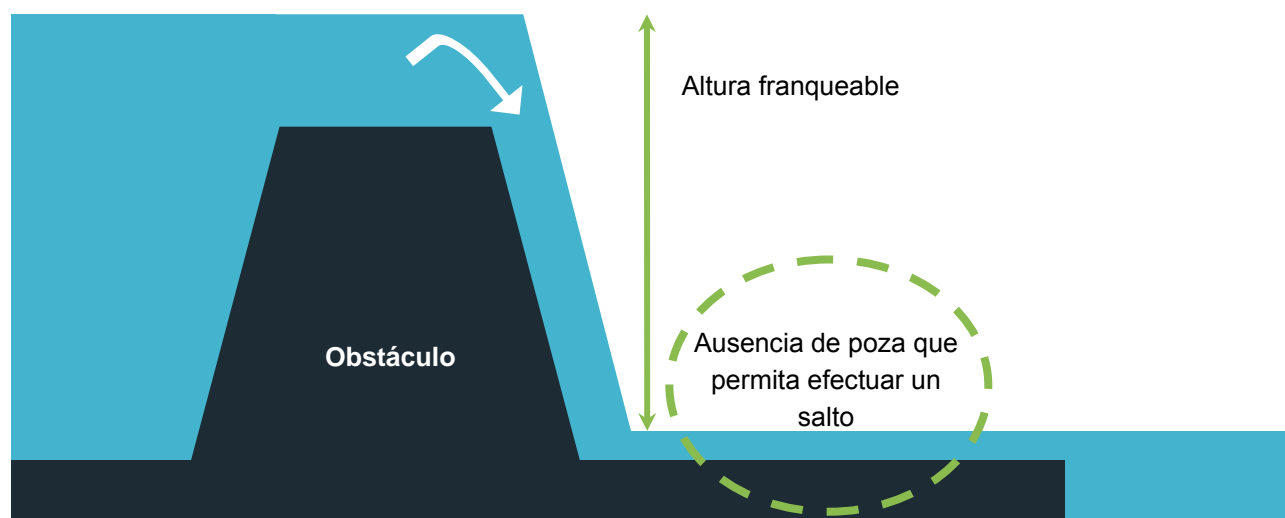 Altura franqueable
Obstáculo
Ausencia de poza que
permita efectuar un
salto